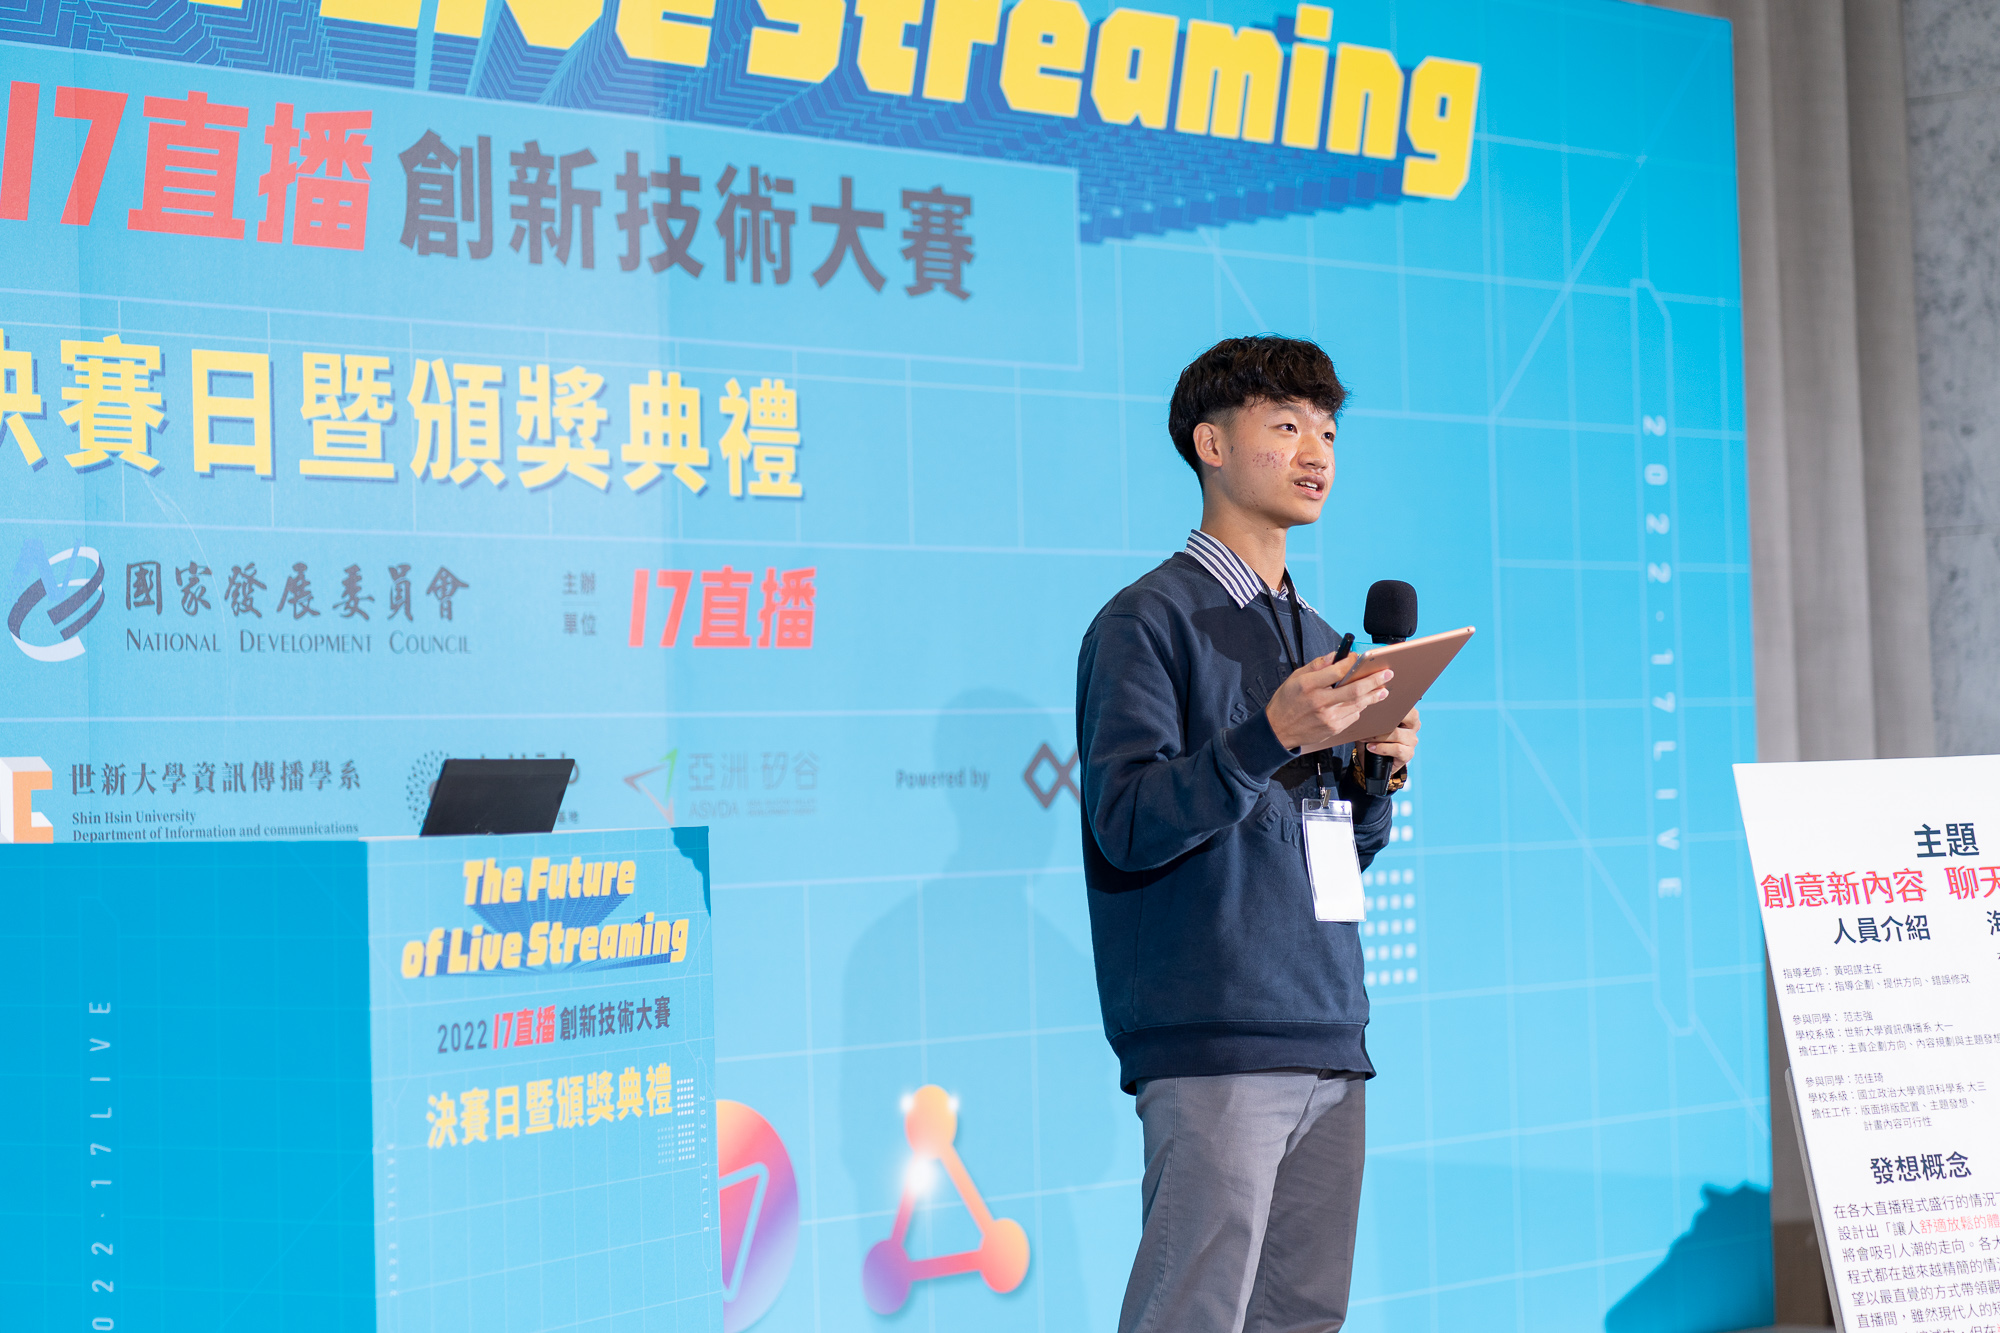 Live Streaming
17直播 創新技術大賽
決賽日暨頒獎典禮
國家發展委員會
NATIONAL DEVELOPMENT COUNCIL
主辦
單位
17直播
世新大學資訊傳播學系
Shin Hsin University
Department of Information and communications
亞洲·矽谷
ASVDA
Powered by
2022·17LIVE
The Future
of Live Streaming
2022 17直播 創新技術大賽
決賽日暨頒獎典禮
2022·17LIVE
2022·17LIVE
主題
創意新內容 聊天
人員介紹
指導老師：黃昭謀主任
擔任工作：指導企劃、提供方向、錯誤修改
參與同學：范志強
學校系級：世新大學資訊傳播系 大一
擔任工作：主責企劃方向、內容規劃與主題發想
參與同學：范佳琦
學校系級：國立政治大學資訊科學系 大三
擔任工作：版面排版配置、主題發想、
計畫內容可行性
發想概念
在各大直播程式盛行的情況
設計出「讓人舒適放鬆的體
將會吸引人潮的走向。各大
程式都在越來越精簡的情
望以最直覺的方式帶領觀
直播間，雖然現代人的短